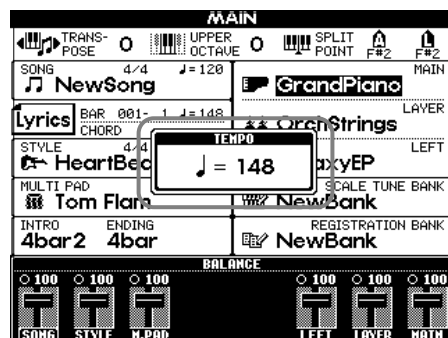 MAIN
TRANS-
POSE 0
UPPER
OCTAVE 0
SPLIT
POINT
A
F#2
L
F#2
SONG 4/4 ♩=120
NewSong
MAIN
GrandPiano
Lyrics
BAR 001- 1 ♩=148
CHORD
LAYER
OrchStrings
STYLE 4/4
LEFT
TEMPO
♩ = 148
MULTI PAD
Tom Flam
SCALE TUNE BANK
NewBank
INTRO ENDING
4bar2 4bar
REGISTRATION BANK
NewBank
BALANCE
100 100 100 100 100 100
SONG STYLE M.PAD LEFT LAYER MAIN